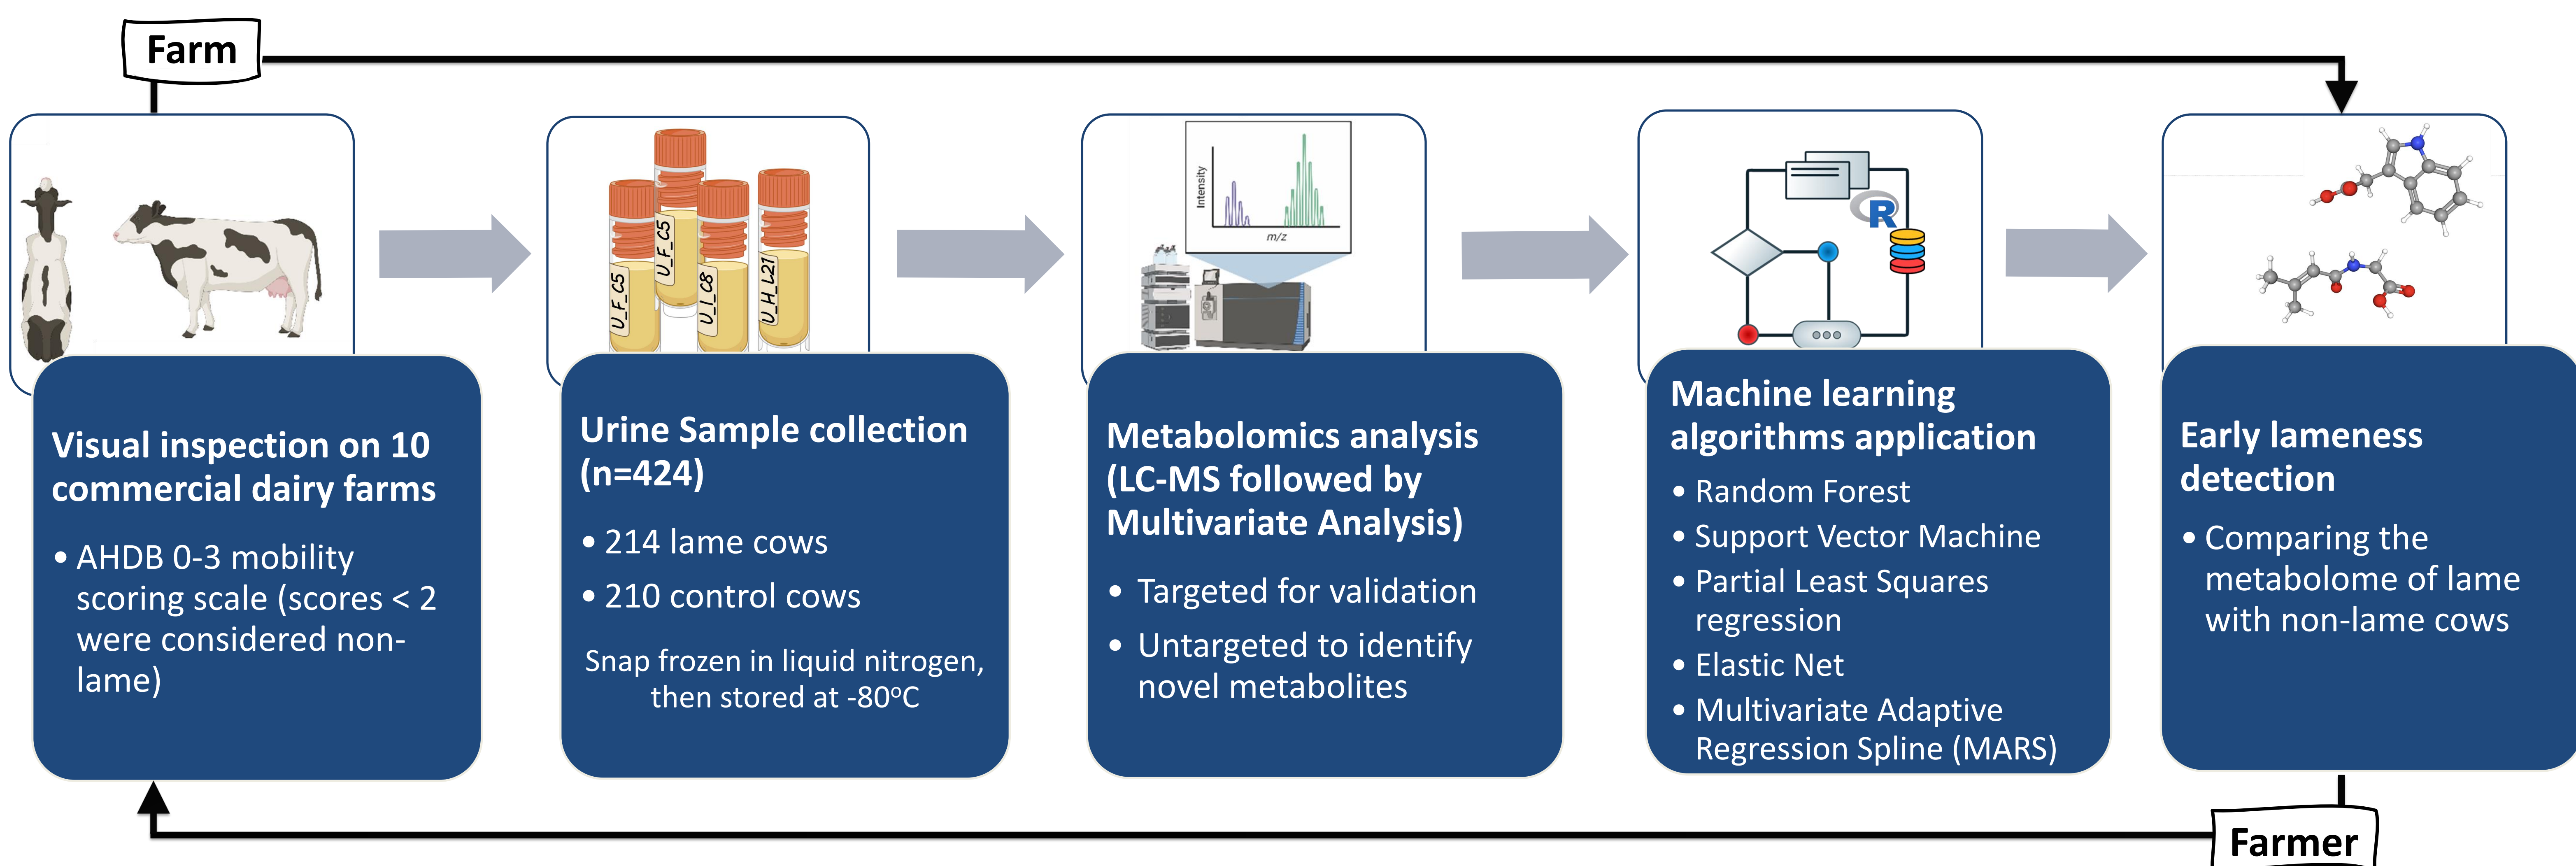 Farm
U_F_C5
U_F_C5
U_I_C8
U_H_L21
Intensity
m/z
R
Visual inspection on 10
commercial dairy farms
• AHDB 0-3 mobility
scoring scale (scores < 2
were considered non-
lame)
Urine Sample collection
(n=424)
• 214 lame cows
• 210 control cows
Snap frozen in liquid nitrogen,
then stored at -80°C
Metabolomics analysis
(LC-MS followed by
Multivariate Analysis)
• Targeted for validation
• Untargeted to identify
novel metabolites
Machine learning
algorithms application
• Random Forest
• Support Vector Machine
• Partial Least Squares
regression
• Elastic Net
• Multivariate Adaptive
Regression Spline (MARS)
Early lameness
detection
• Comparing the
metabolome of lame
with non-lame cows
Farmer